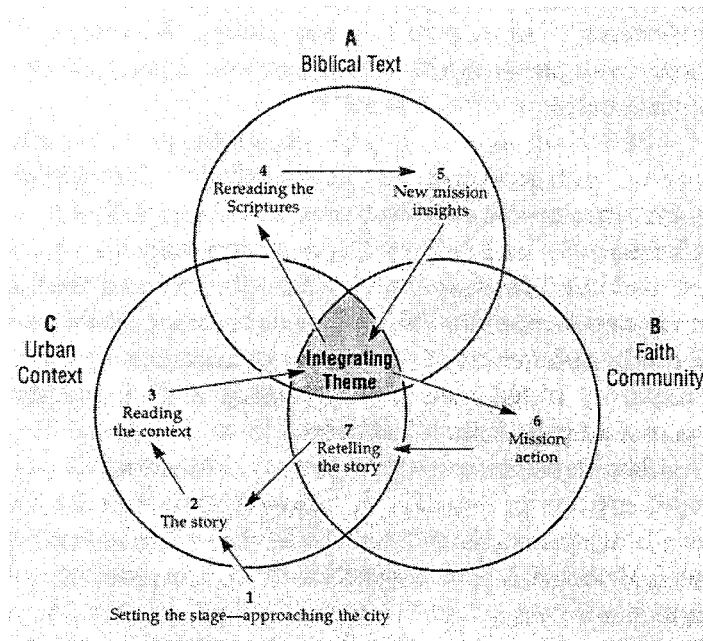 A
Biblical Text
4
Rereading the
Scriptures
5
New mission
insights
C
Urban
Context
B
Faith
Community
Integrating
Theme
3
Reading
the context
6
Mission
action
7
Retelling
the story
2
The story
1
Setting the stage—approaching the city